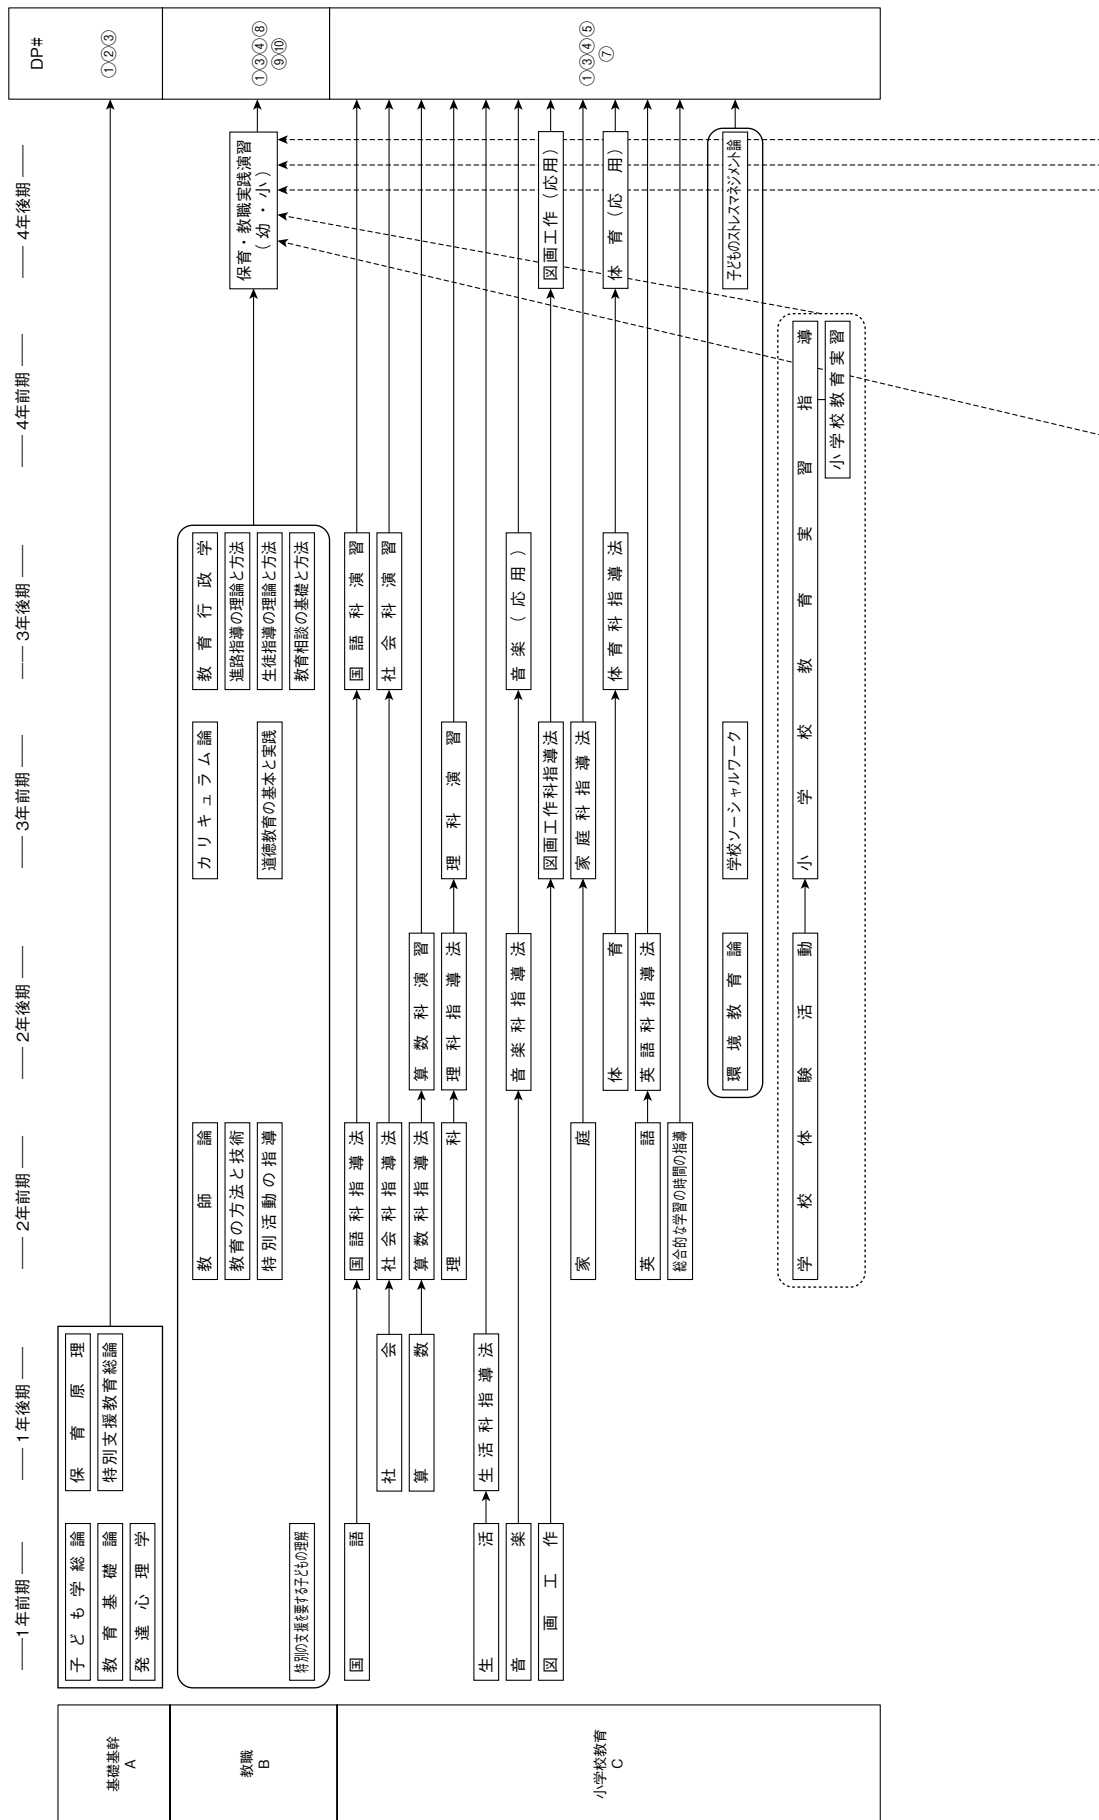 1年前期
1年後期
2年前期
2年後期
3年前期
3年後期
4年前期
4年後期
DP#
基礎基幹
A
子ども学総論
教育基礎論
発達心理学
保育原理
特別支援教育総論
①②③
教職
B
特別の支援を要する子どもの理解
教師論
教育の方法と技術
特別活動の指導
カリキュラム論
道徳教育の基本と実践
教育行政学
進路指導の理論と方法
生徒指導の理論と方法
教育相談の基礎と方法
保育・教職実践演習
(幼・小)
①③④⑧
⑨⑩
小学校教育
C
国語
国語科指導法
国語科演習
社会
社会科指導法
社会科演習
算数
算数科指導法
算数科演習
理科
理科指導法
理科演習
生活
生活科指導法
音楽
音楽科指導法
音楽(応用)
図画工作
図画工作科指導法
図画工作(応用)
家庭
家庭科指導法
体育
体育科指導法
体育(応用)
英語
英語科指導法
総合的な学習の時間の指導
環境教育論
学校ソーシャルワーク
子どものストレスマネジメント論
学校体験活動
小学校教育実習指導
小学校教育実習
①③④⑤
⑦